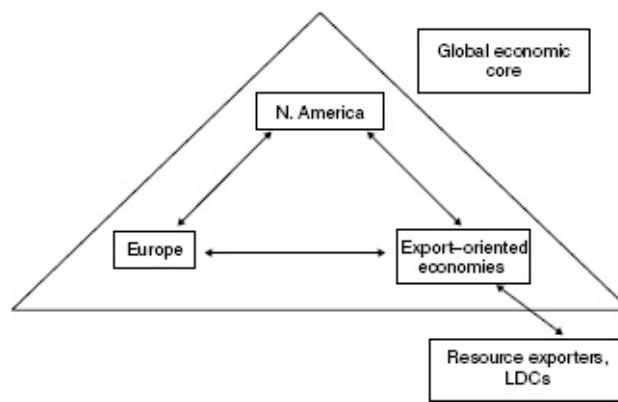 Global economic
core
N. America
Europe
Export–oriented
economies
Resource exporters,
LDCs